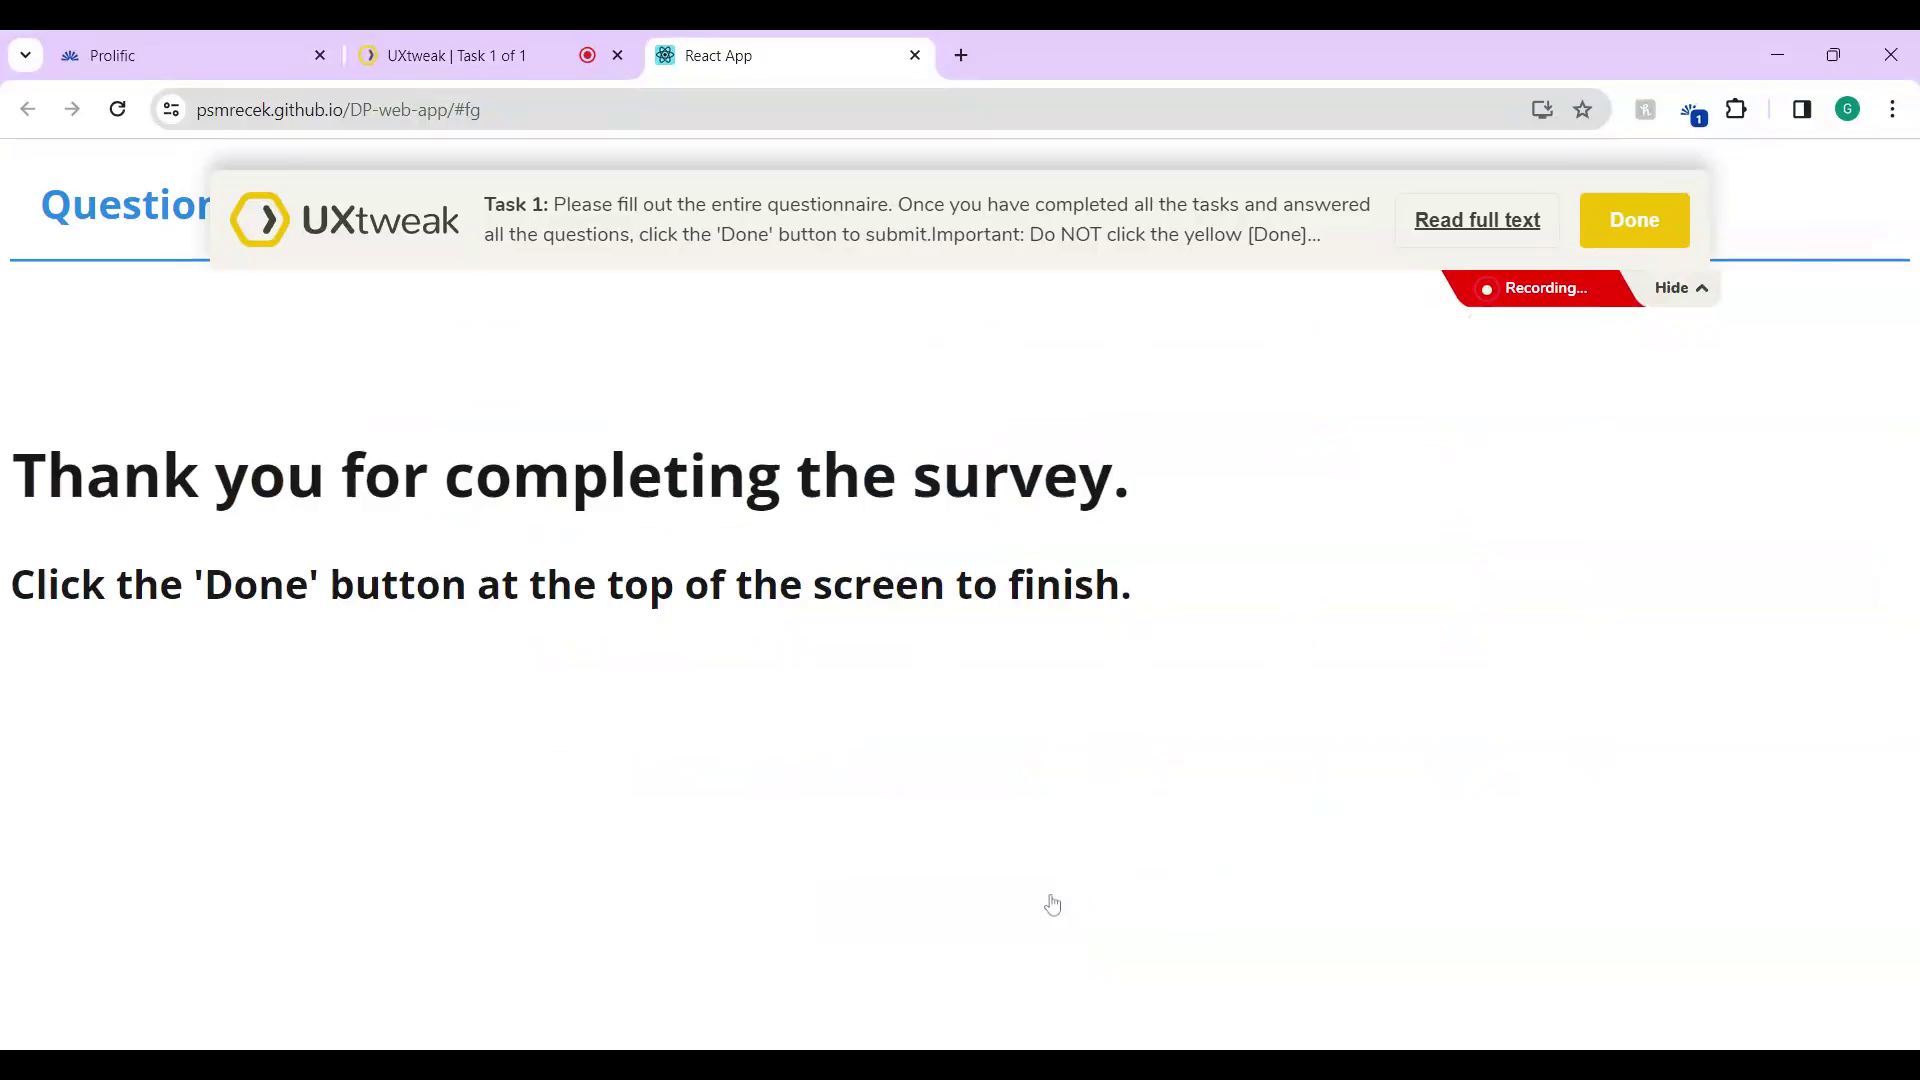 Prolific
UXtweak | Task 1 of 1
React App
psmrecek.github.io/DP-web-app/#fg
1
G
Question
UXtweak
Task 1: Please fill out the entire questionnaire. Once you have completed all the tasks and answered
all the questions, click the 'Done' button to submit.Important: Do NOT click the yellow [Done]...
Read full text
Done
Recording...
Hide
Thank you for completing the survey.
Click the 'Done' button at the top of the screen to finish.